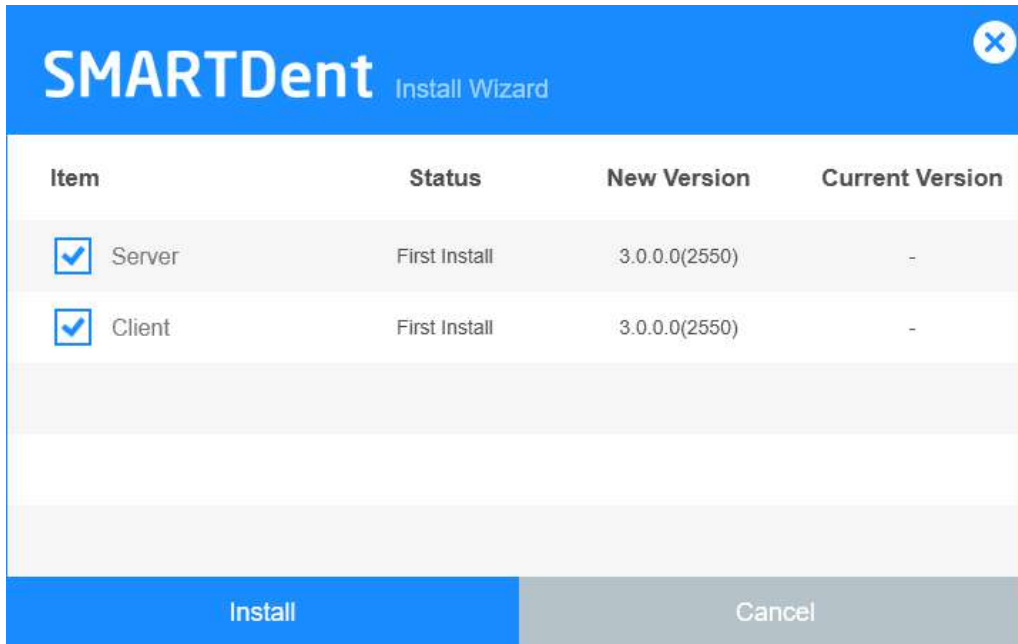 SMARTDent Install Wizard
Item Status New Version Current Version
Server First Install 3.0.0.0(2550) -
Client First Install 3.0.0.0(2550) -
Install Cancel